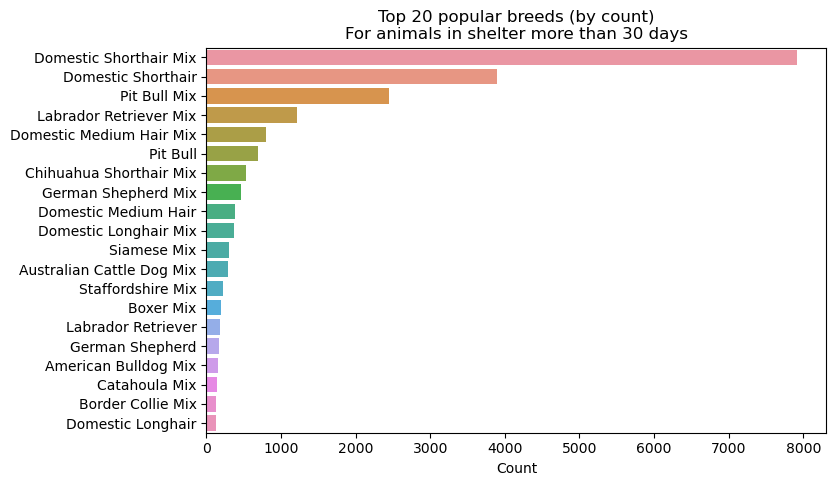 Top 20 popular breeds (by count)
For animals in shelter more than 30 days
Domestic Shorthair Mix
Domestic Shorthair
Pit Bull Mix
Labrador Retriever Mix
Domestic Medium Hair Mix
Pit Bull
Chihuahua Shorthair Mix
German Shepherd Mix
Domestic Medium Hair
Domestic Longhair Mix
Siamese Mix
Australian Cattle Dog Mix
Staffordshire Mix
Boxer Mix
Labrador Retriever
German Shepherd
American Bulldog Mix
Catahoula Mix
Border Collie Mix
Domestic Longhair
0 1000 2000 3000 4000 5000 6000 7000 8000
Count